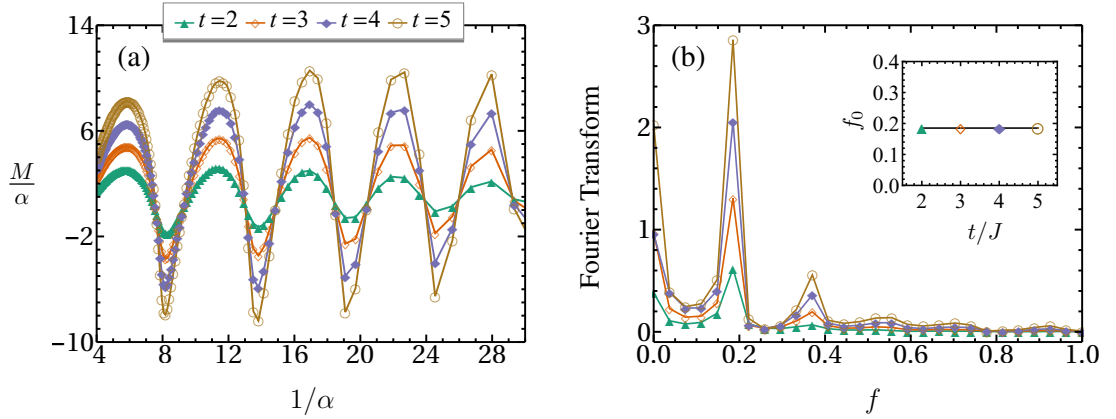 t = 2 t = 3 t = 4 t = 5
(a)
14
6
−2
−10
M/α
4 8 12 16 20 24 28
1/α
(b)
3
2
1
0
Fourier Transform
0.0 0.2 0.4 0.6 0.8 1.0
f
0.4
0.3
0.2
0.1
0.0
f₀
2 3 4 5
t/J